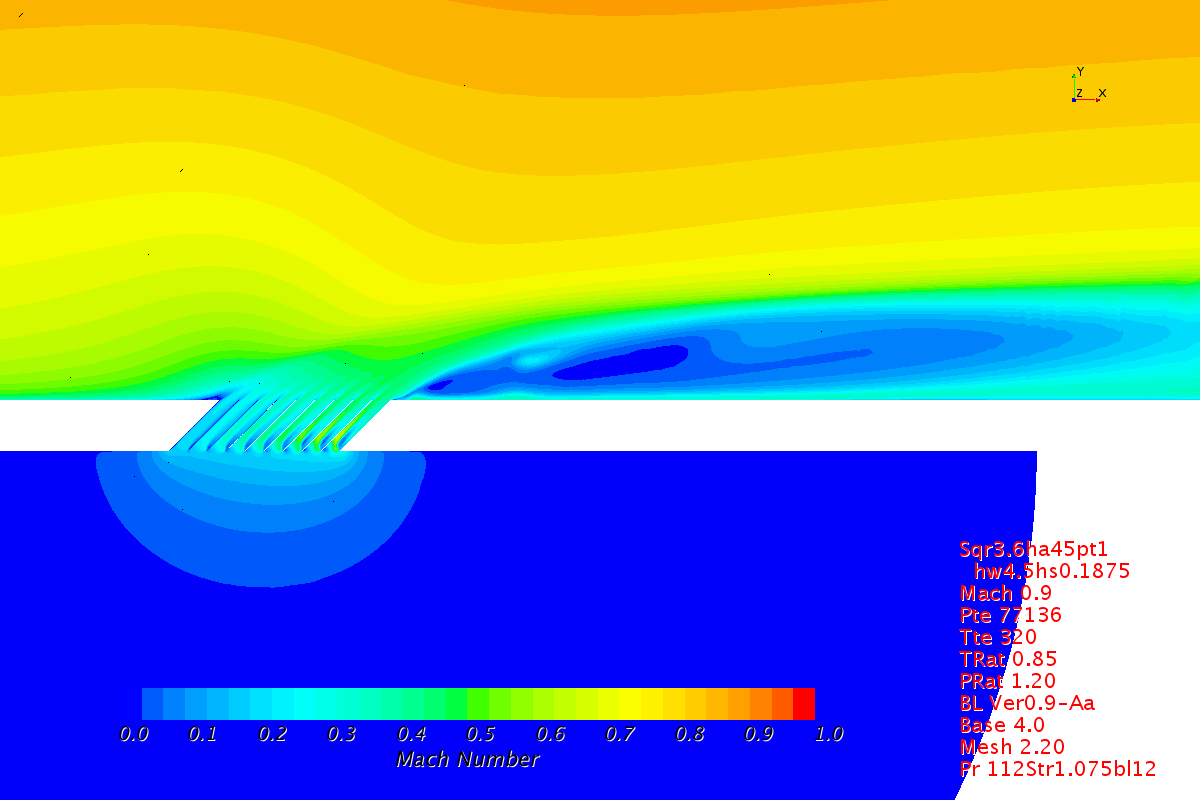 Y
Z X
Sqr3.6ha45pt1
hw4.5hs0.1875
Mach 0.9
Pte 77136
Tte 320
TRat 0.85
PRat 1.20
BL Ver0.9-Aa
Base 4.0
Mesh 2.20
Pr 112Str1.075bl12
0.0 0.1 0.2 0.3 0.4 0.5 0.6 0.7 0.8 0.9 1.0
Mach Number